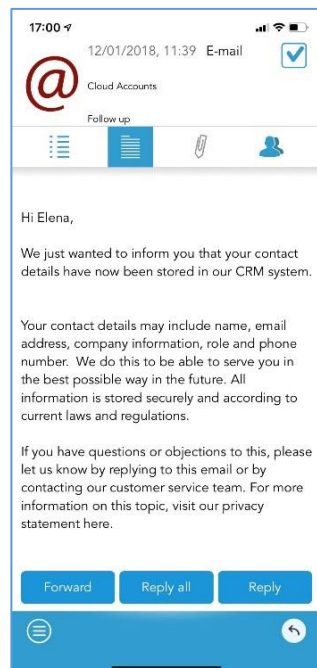 17:00
12/01/2018, 11:39 E-mail
@
Cloud Accounts
Follow up
Hi Elena,
We just wanted to inform you that your contact
details have now been stored in our CRM system.
Your contact details may include name, email
address, company information, role and phone
number. We do this to be able to serve you in
the best possible way in the future. All
information is stored securely and according to
current laws and regulations.
If you have questions or objections to this, please
let us know by replying to this email or by
contacting our customer service team. For more
information on this topic, visit our privacy
statement here.
Forward Reply all Reply